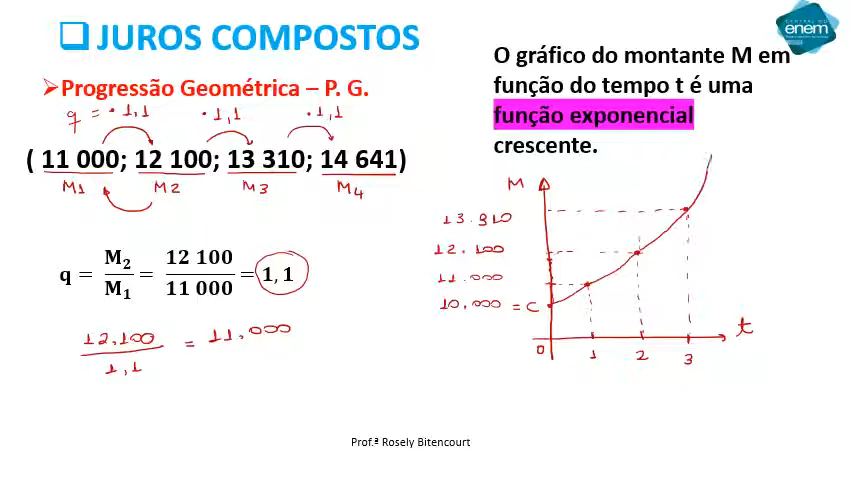 JUROS COMPOSTOS
Progressão Geométrica – P. G.
q = · 1,1 · 1,1 · 1,1
( 11 000; 12 100; 13 310; 14 641)
M1 M2 M3 M4
q = M₂/M₁ = 12 100/11 000 = 1,1
12,100/1,1 = 11,000
enem
O gráfico do montante M em
função do tempo t é uma
função exponencial
crescente.
M
13.310
12.100
11.000
10,000 = C
t
0 1 2 3
Prof.ª Rosely Bitencourt